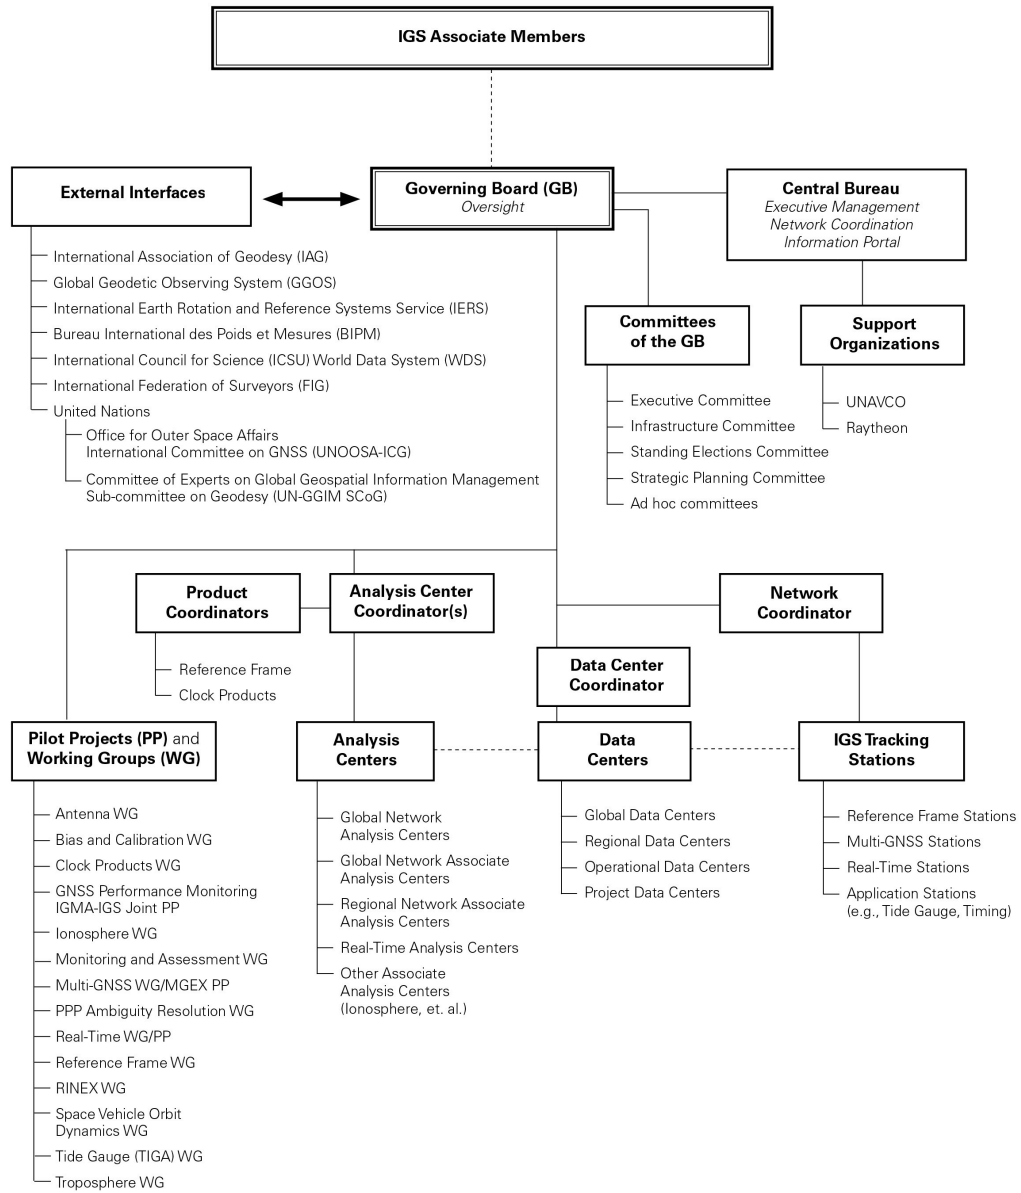 IGS Associate Members
External Interfaces
Governing Board (GB)
Oversight
Central Bureau
Executive Management
Network Coordination
Information Portal
International Association of Geodesy (IAG)
Global Geodetic Observing System (GGOS)
International Earth Rotation and Reference Systems Service (IERS)
Bureau International des Poids et Mesures (BIPM)
International Council for Science (ICSU) World Data System (WDS)
International Federation of Surveyors (FIG)
United Nations
Office for Outer Space Affairs
International Committee on GNSS (UNOOSA-ICG)
Committee of Experts on Global Geospatial Information Management
Sub-committee on Geodesy (UN-GGIM SCoG)
Committees
of the GB
Executive Committee
Infrastructure Committee
Standing Elections Committee
Strategic Planning Committee
Ad hoc committees
Support
Organizations
UNAVCO
Raytheon
Product
Coordinators
Reference Frame
Clock Products
Analysis Center
Coordinator(s)
Data Center
Coordinator
Network
Coordinator
Pilot Projects (PP) and
Working Groups (WG)
Antenna WG
Bias and Calibration WG
Clock Products WG
GNSS Performance Monitoring
IGMA-IGS Joint PP
Ionosphere WG
Monitoring and Assessment WG
Multi-GNSS WG/MGEX PP
PPP Ambiguity Resolution WG
Real-Time WG/PP
Reference Frame WG
RINEX WG
Space Vehicle Orbit
Dynamics WG
Tide Gauge (TIGA) WG
Troposphere WG
Analysis
Centers
Global Network
Analysis Centers
Global Network Associate
Analysis Centers
Regional Network Associate
Analysis Centers
Real-Time Analysis Centers
Other Associate
Analysis Centers
(Ionosphere, et. al.)
Data
Centers
Global Data Centers
Regional Data Centers
Operational Data Centers
Project Data Centers
IGS Tracking
Stations
Reference Frame Stations
Multi-GNSS Stations
Real-Time Stations
Application Stations
(e.g., Tide Gauge, Timing)